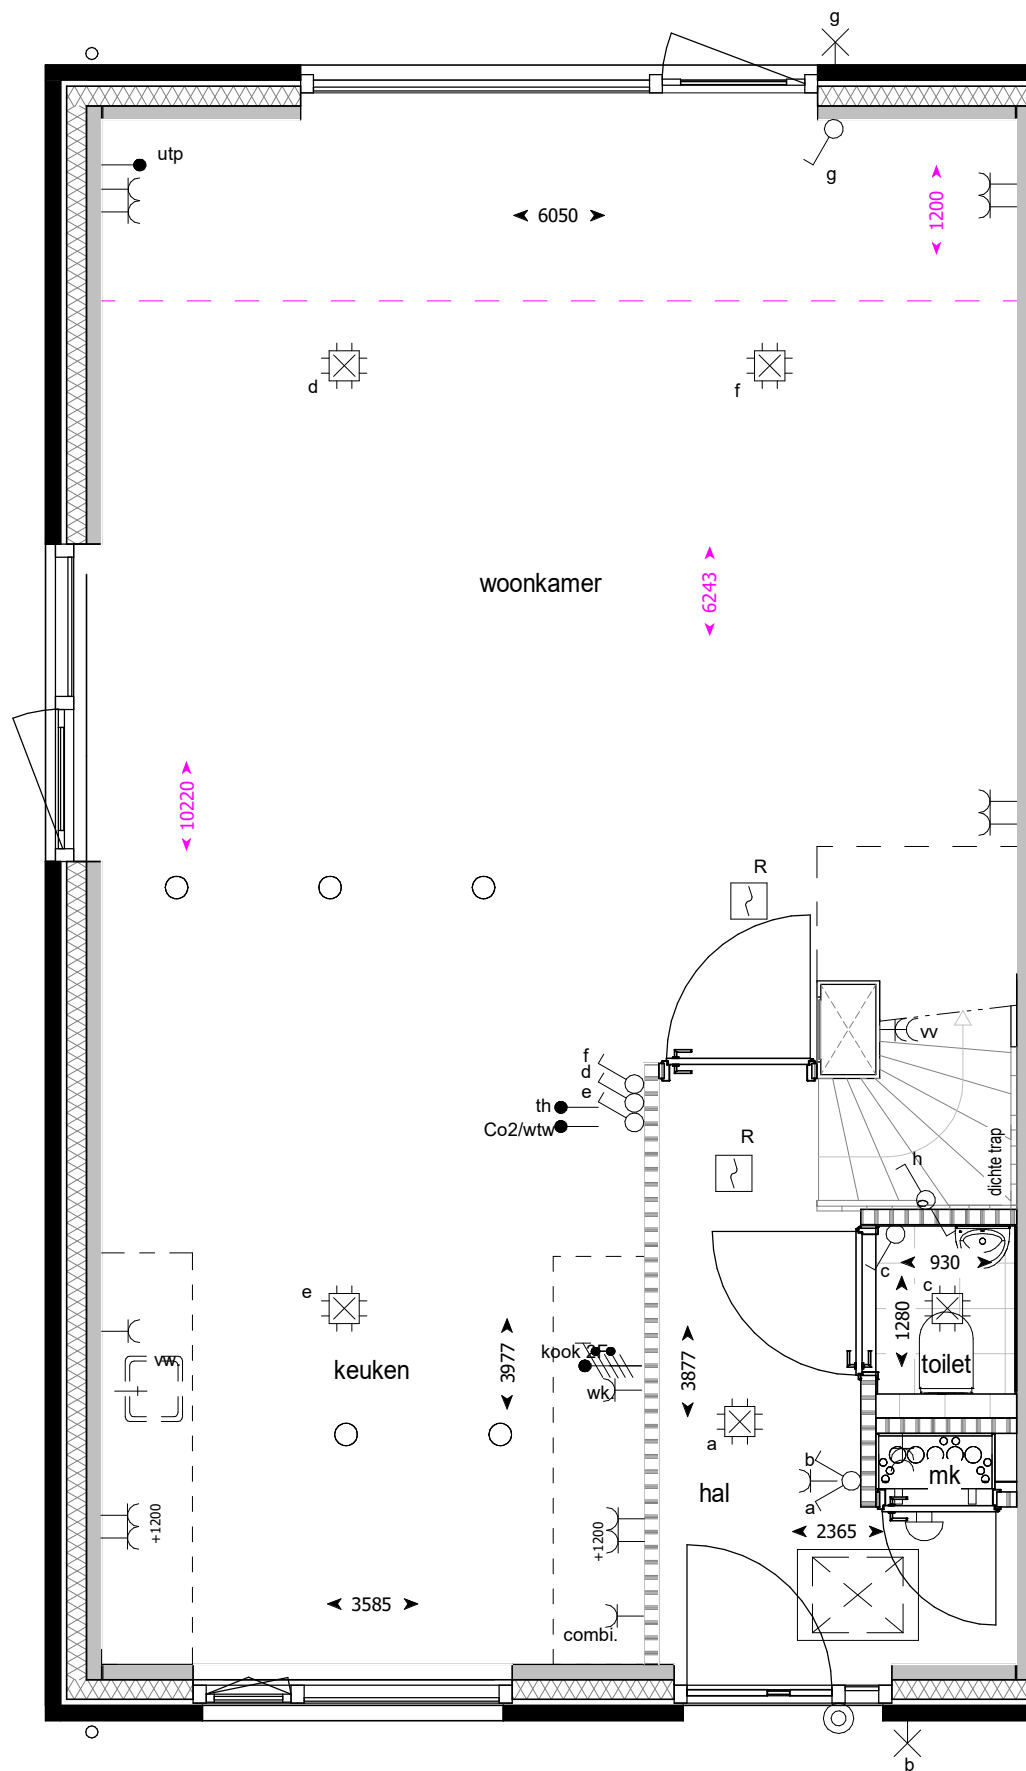 g
utp
g
6050
1200
d
f
woonkamer
6243
10220
R
vv
f
d
e
th
Co2/wtw
R
h
dichte trap
c
930
c
1280
e
keuken
3977
kook 2F
3877
toilet
vw
wk.
a
b
mk
hal
a
+1200
+1200
2365
3585
combi.
b